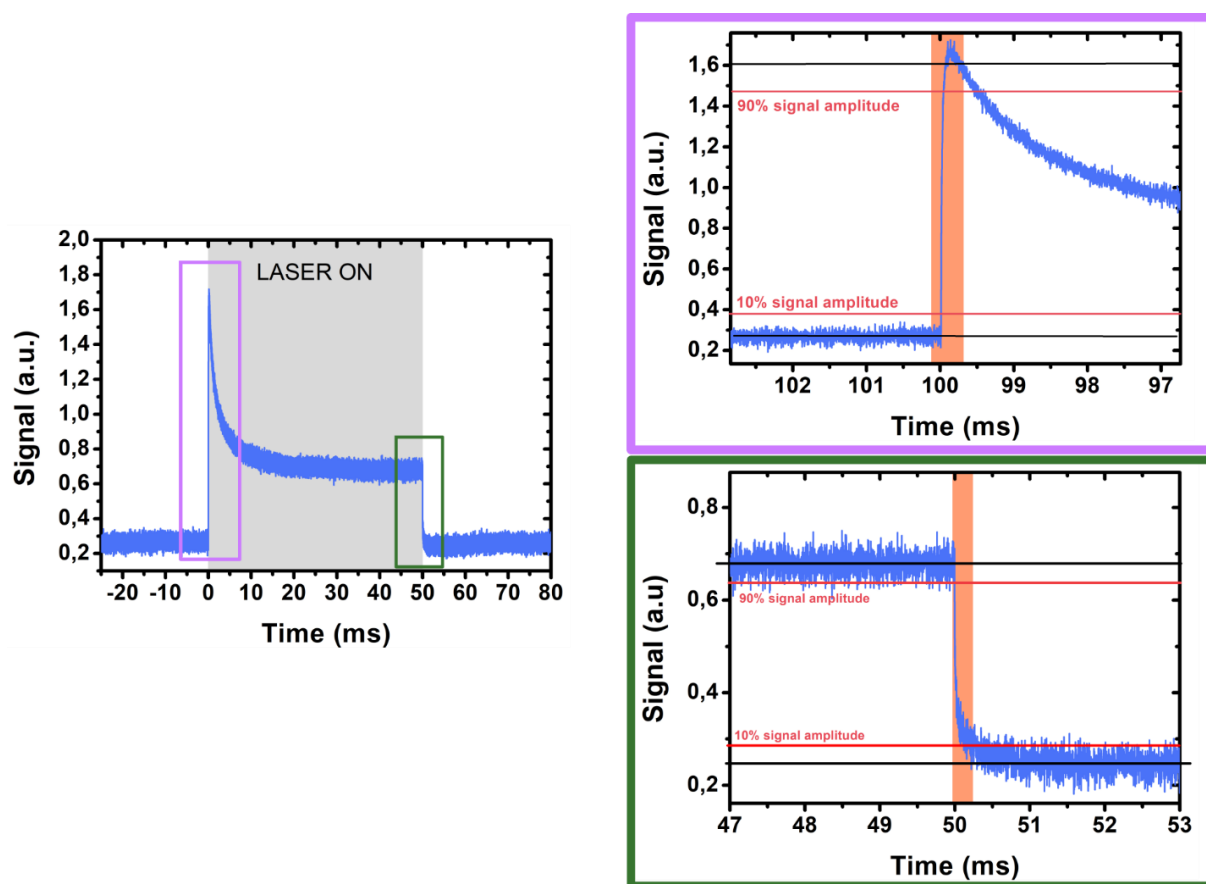 2,0
1,8
1,6
1,4
1,2
1,0
0,8
0,6
0,4
0,2
Signal (a.u.)
LASER ON
-20 -10 0 10 20 30 40 50 60 70 80
Time (ms)
1,6
1,4
1,2
1,0
0,8
0,6
0,4
0,2
Signal (a.u.)
90% signal amplitude
10% signal amplitude
102 101 100 99 98 97
Time (ms)
0,8
0,6
0,4
0,2
Signal (a.u)
90% signal amplitude
10% signal amplitude
47 48 49 50 51 52 53
Time (ms)